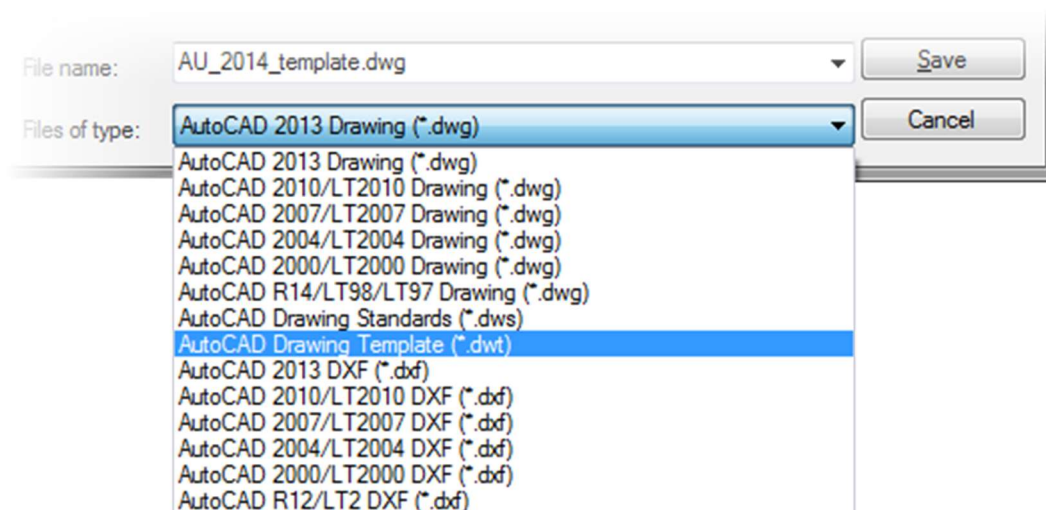 File name: AU_2014_template.dwg Save
Files of type: AutoCAD 2013 Drawing (*.dwg) Cancel
AutoCAD 2013 Drawing (*.dwg)
AutoCAD 2010/LT2010 Drawing (*.dwg)
AutoCAD 2007/LT2007 Drawing (*.dwg)
AutoCAD 2004/LT2004 Drawing (*.dwg)
AutoCAD 2000/LT2000 Drawing (*.dwg)
AutoCAD R14/LT98/LT97 Drawing (*.dwg)
AutoCAD Drawing Standards (*.dws)
AutoCAD Drawing Template (*.dwt)
AutoCAD 2013 DXF (*.dxf)
AutoCAD 2010/LT2010 DXF (*.dxf)
AutoCAD 2007/LT2007 DXF (*.dxf)
AutoCAD 2004/LT2004 DXF (*.dxf)
AutoCAD 2000/LT2000 DXF (*.dxf)
AutoCAD R12/LT2 DXF (*.dxf)